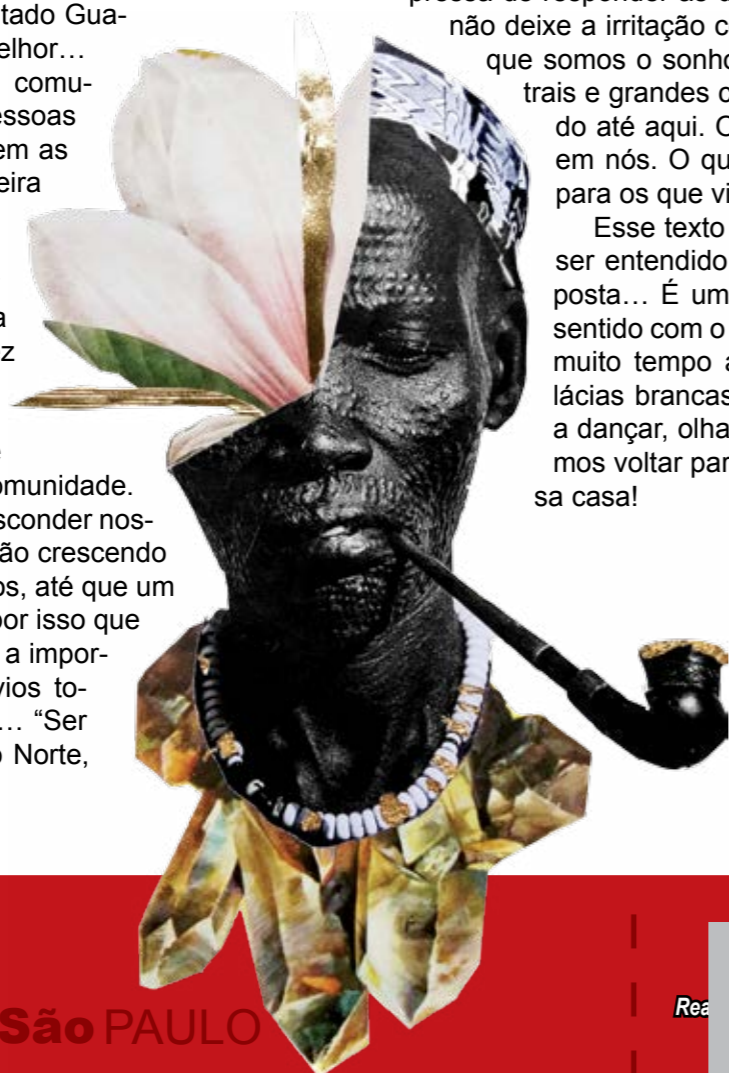 tado Gua-
elhor…
comu-
essoas
em as
eira
a
z
omunidade.
sconder nos-
ão crescendo
os, até que um
por isso que
a impor-
vios to-
… “Ser
o Norte,
não deixe a irritação c
que somos o sonho
trais e grandes c
do até aqui. O
em nós. O qu
para os que vi
Esse texto
ser entendido
posta… É um
sentido com o
muito tempo a
lácias brancas
a dançar, olha
mos voltar par
sa casa!
São PAULO
Rea